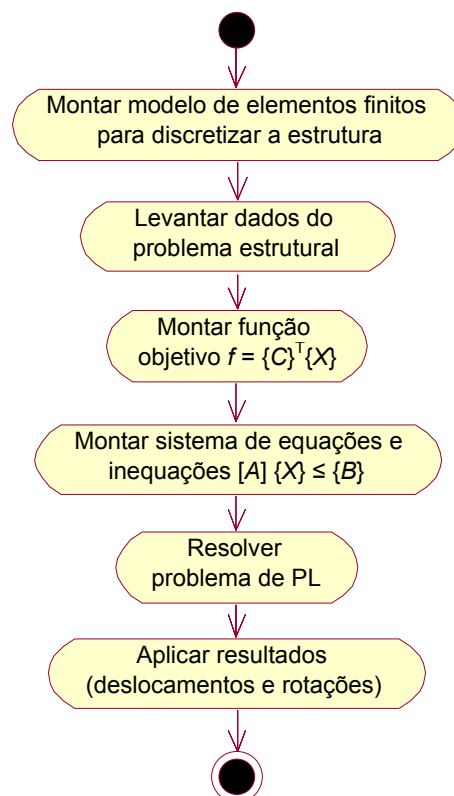 Montar modelo de elementos finitos
para discretizar a estrutura
Levantar dados do
problema estrutural
Montar função
objetivo f = {C}ᵀ{X}
Montar sistema de equações e
inequações [A] {X} ≤ {B}
Resolver
problema de PL
Aplicar resultados
(deslocamentos e rotações)